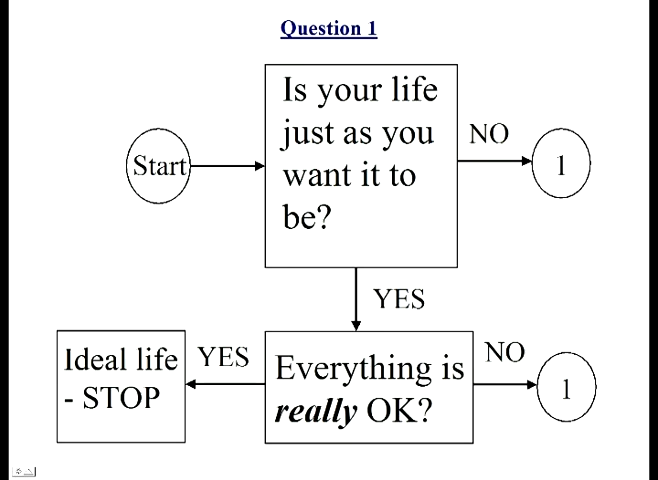 Question 1
Is your life
just as you
want it to
be?
Start
NO
1
YES
Ideal life
- STOP
YES
Everything is
really OK?
NO
1